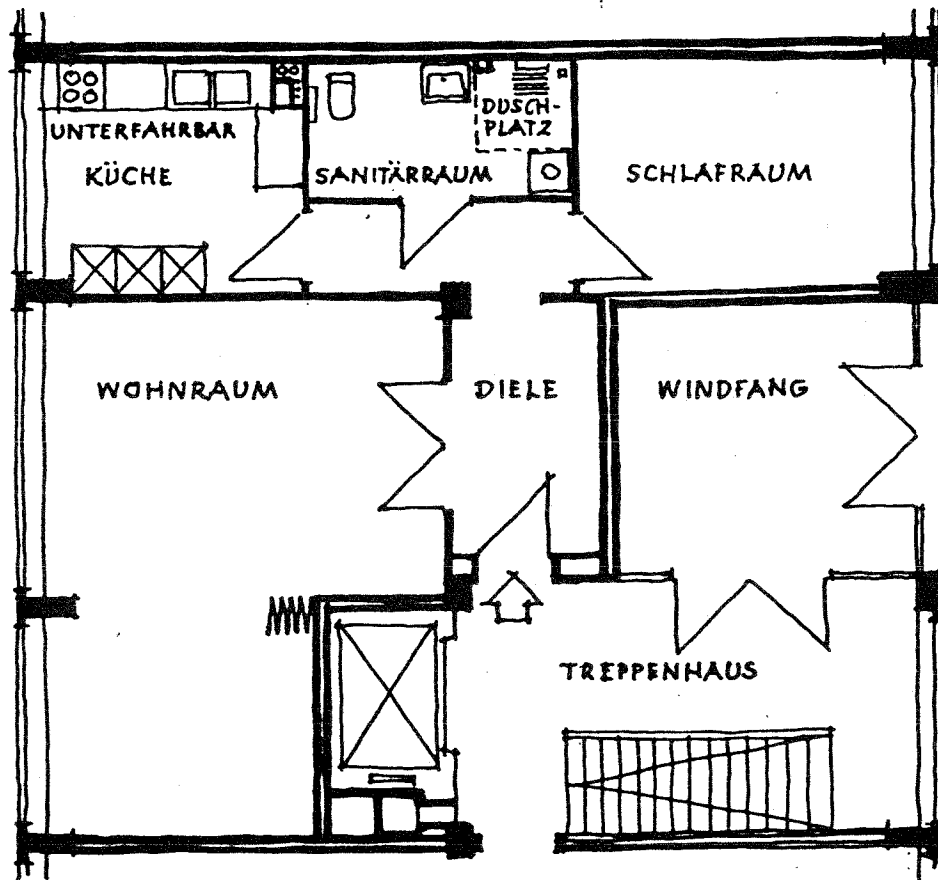 DUSCH-
PLATZ
UNTERFAHRBAR
KÜCHE
SANITÄRRAUM
SCHLAFRAUM
WOHNRAUM
DIELE
WINDFANG
TREPPENHAUS